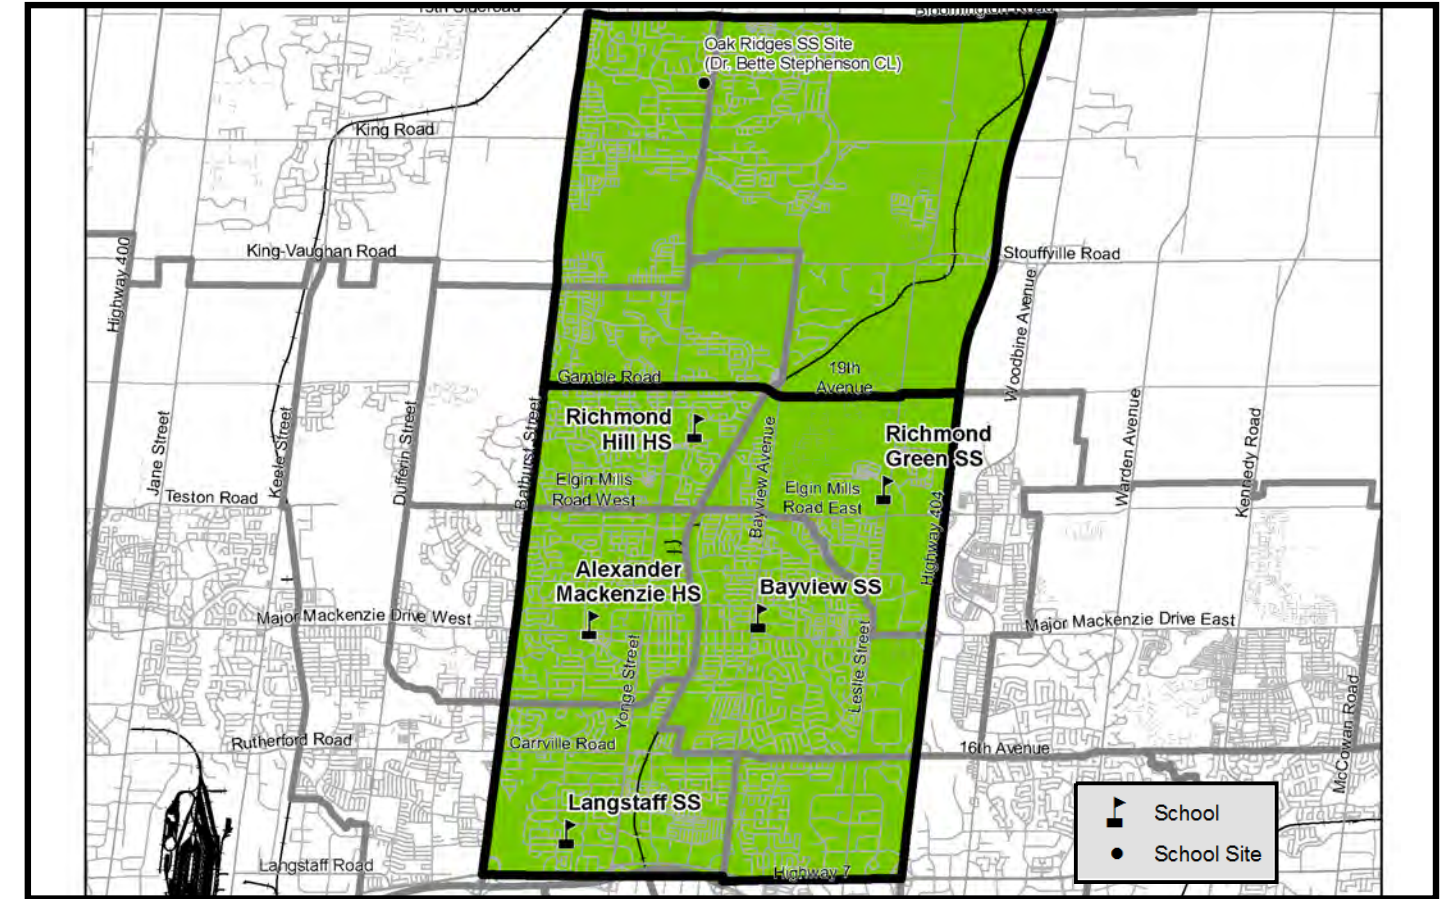 15th Sideroad
Bloomington Road
Oak Ridges SS Site
(Dr. Bette Stephenson CL)
King Road
King-Vaughan Road
Stouffville Road
Highway 400
Woodbine Avenue
Gamble Road
19th
Avenue
Richmond
Hill HS
Richmond
Green SS
Jane Street
Keele Street
Dufferin Street
Bathurst Street
Bayview Avenue
Warden Avenue
Kennedy Road
Teston Road
Elgin Mills
Road West
Elgin Mills
Road East
Highway 404
Alexander
Mackenzie HS
Bayview SS
Major Mackenzie Drive West
Major Mackenzie Drive East
Yonge Street
Leslie Street
Rutherford Road
Carrville Road
16th Avenue
McCowan Road
Langstaff SS
Langstaff Road
Highway 7
School
School Site